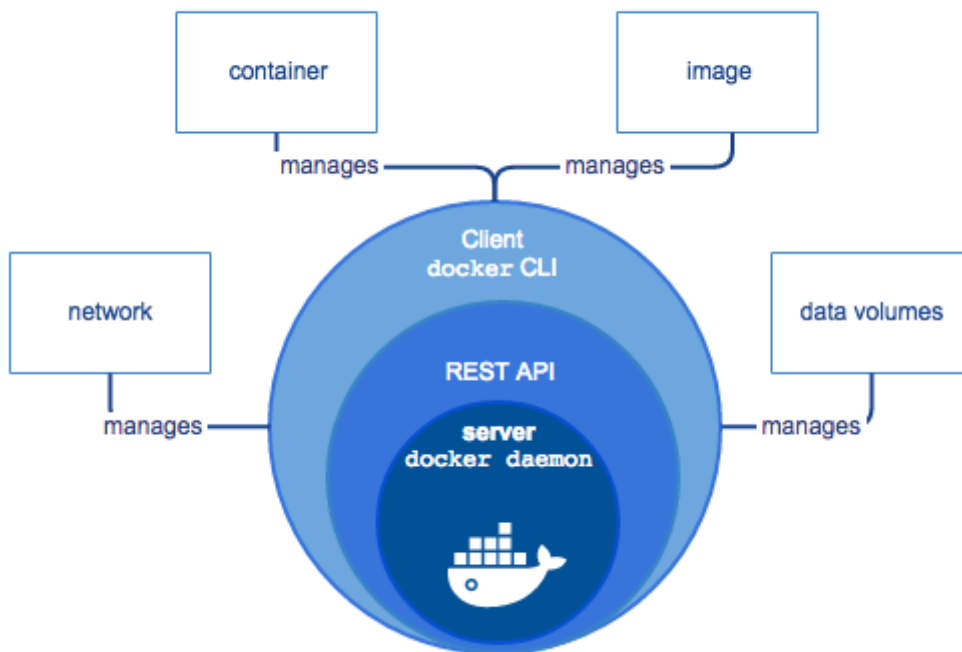 container
image
manages
manages
Client
docker CLI
network
data volumes
REST API
manages
manages
server
docker daemon